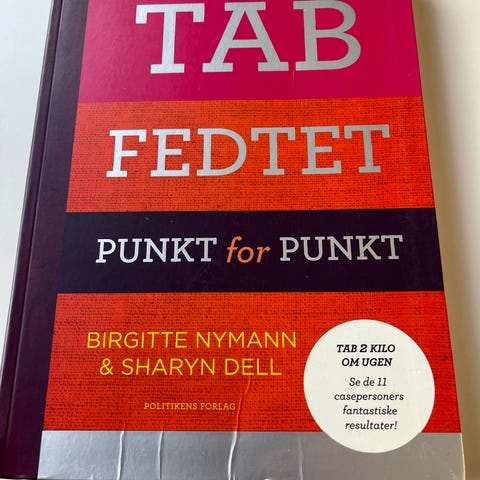 TAB
FEDTET
PUNKT for PUNKT
BIRGITTE NYMANN
& SHARYN DELL
POLITIKENS FORLAG
TAB 2 KILO
OM UGEN
Se de 11
casepersoners
fantastiske
resultater!